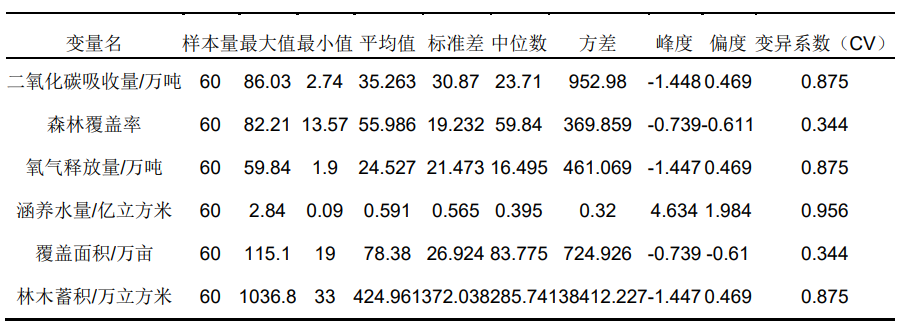 变量名 样本量 最大值 最小值 平均值 标准差 中位数 方差 峰度 偏度 变异系数（CV）
二氧化碳吸收量/万吨 60 86.03 2.74 35.263 30.87 23.71 952.98 -1.448 0.469 0.875
森林覆盖率 60 82.21 13.57 55.986 19.232 59.84 369.859 -0.739 -0.611 0.344
氧气释放量/万吨 60 59.84 1.9 24.527 21.473 16.495 461.069 -1.447 0.469 0.875
涵养水量/亿立方米 60 2.84 0.09 0.591 0.565 0.395 0.32 4.634 1.984 0.956
覆盖面积/万亩 60 115.1 19 78.38 26.924 83.775 724.926 -0.739 -0.61 0.344
林木蓄积/万立方米 60 1036.8 33 424.961 372.038 285.74 138412.227 -1.447 0.469 0.875